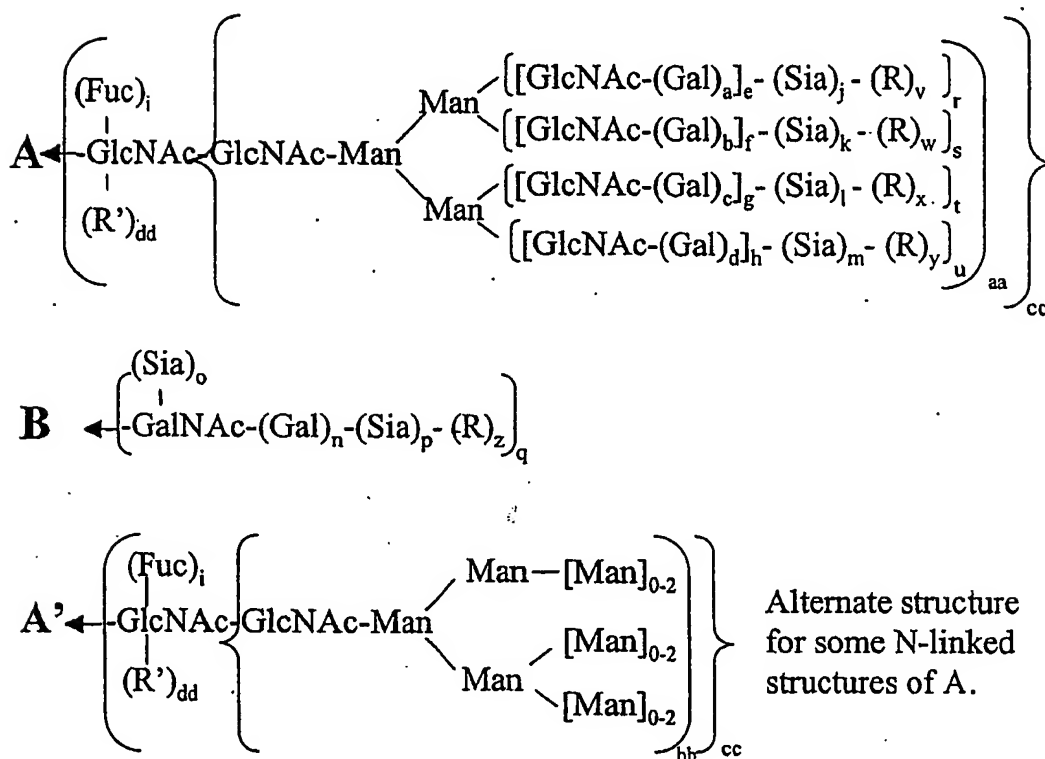 [GlcNAc-(Gal)a]e- (Sia)j- (R)v r
(Fuc)i
Man
[GlcNAc-(Gal)b]f- (Sia)k - (R)w s
A -GlcNAc-GlcNAc-Man
[GlcNAc-(Gal)c]g- (Sia)l - (R)x. t
Man
(R')dd
[GlcNAc-(Gal)d]h- (Sia)m- (R)y u
aa
cc
(Sia)o
B -GalNAc-(Gal)n-(Sia)p- (R)z q
(Fuc)i
Man—[Man]0-2
A' -GlcNAc-GlcNAc-Man
[Man]0-2
Man
(R')dd
[Man]0-2
bb cc
Alternate structure
for some N-linked
structures of A.